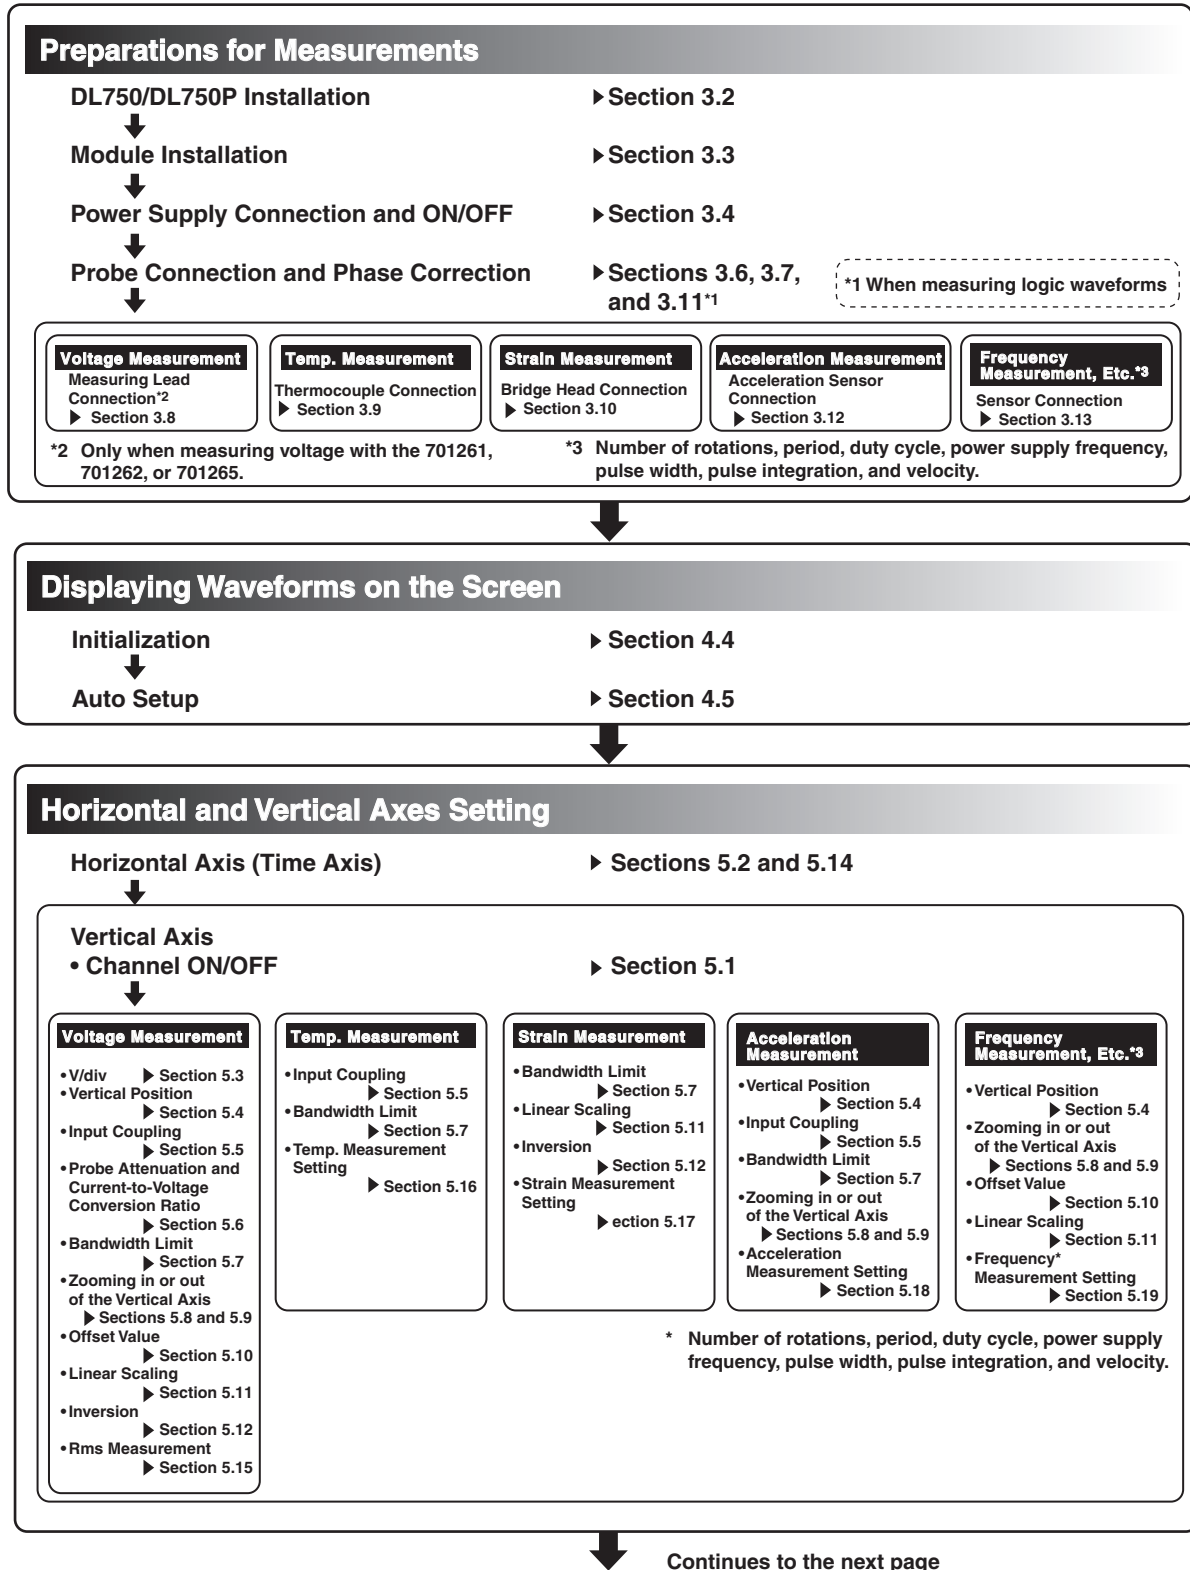 Preparations for Measurements
DL750/DL750P Installation ▶ Section 3.2
Module Installation ▶ Section 3.3
Power Supply Connection and ON/OFF ▶ Section 3.4
Probe Connection and Phase Correction ▶ Sections 3.6, 3.7,
and 3.11*1
*1 When measuring logic waveforms
Voltage Measurement
Measuring Lead
Connection*2
▶ Section 3.8
Temp. Measurement
Thermocouple Connection
▶ Section 3.9
Strain Measurement
Bridge Head Connection
▶ Section 3.10
Acceleration Measurement
Acceleration Sensor
Connection
▶ Section 3.12
Frequency
Measurement, Etc.*3
Sensor Connection
▶ Section 3.13
*2 Only when measuring voltage with the 701261,
701262, or 701265.
*3 Number of rotations, period, duty cycle, power supply frequency,
pulse width, pulse integration, and velocity.
Displaying Waveforms on the Screen
Initialization ▶ Section 4.4
Auto Setup ▶ Section 4.5
Horizontal and Vertical Axes Setting
Horizontal Axis (Time Axis) ▶ Sections 5.2 and 5.14
Vertical Axis
• Channel ON/OFF ▶ Section 5.1
Voltage Measurement
•V/div ▶ Section 5.3
•Vertical Position
▶ Section 5.4
•Input Coupling
▶ Section 5.5
•Probe Attenuation and
Current-to-Voltage
Conversion Ratio
▶ Section 5.6
•Bandwidth Limit
▶ Section 5.7
•Zooming in or out
of the Vertical Axis
▶ Sections 5.8 and 5.9
•Offset Value
▶ Section 5.10
•Linear Scaling
▶ Section 5.11
•Inversion
▶ Section 5.12
•Rms Measurement
▶ Section 5.15
Temp. Measurement
•Input Coupling
▶ Section 5.5
•Bandwidth Limit
▶ Section 5.7
•Temp. Measurement
Setting
▶ Section 5.16
Strain Measurement
•Bandwidth Limit
▶ Section 5.7
•Linear Scaling
▶ Section 5.11
•Inversion
▶ Section 5.12
•Strain Measurement
Setting
▶ ection 5.17
Acceleration
Measurement
•Vertical Position
▶ Section 5.4
•Input Coupling
▶ Section 5.5
•Bandwidth Limit
▶ Section 5.7
•Zooming in or out
of the Vertical Axis
▶ Sections 5.8 and 5.9
•Acceleration
Measurement Setting
▶ Section 5.18
Frequency
Measurement, Etc.*3
•Vertical Position
▶ Section 5.4
•Zooming in or out
of the Vertical Axis
▶ Sections 5.8 and 5.9
•Offset Value
▶ Section 5.10
•Linear Scaling
▶ Section 5.11
•Frequency*
Measurement Setting
▶ Section 5.19
* Number of rotations, period, duty cycle, power supply
frequency, pulse width, pulse integration, and velocity.
Continues to the next page